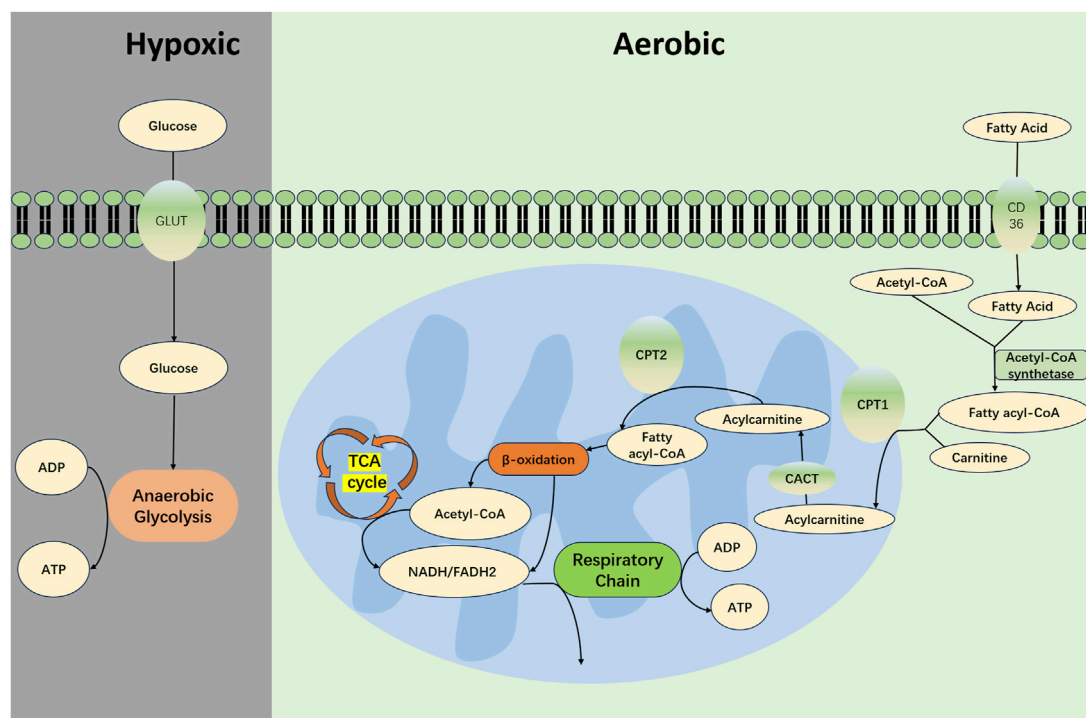 Hypoxic
Aerobic
Glucose
GLUT
Glucose
ADP
Anaerobic
Glycolysis
ATP
Fatty Acid
CD
36
Acetyl-CoA
Fatty Acid
Acetyl-CoA
synthetase
CPT1
Fatty acyl-CoA
Carnitine
CPT2
Acylcarnitine
Fatty
acyl-CoA
CACT
Acylcarnitine
β-oxidation
TCA
cycle
Acetyl-CoA
NADH/FADH2
Respiratory
Chain
ADP
ATP